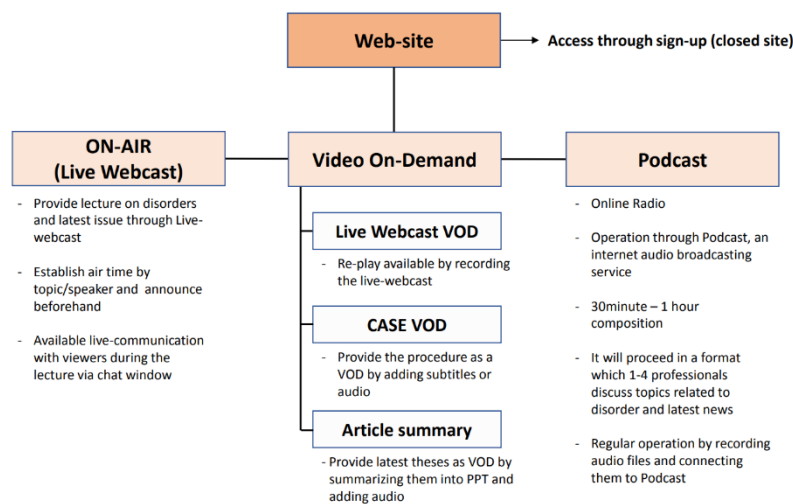 Web-site
Access through sign-up (closed site)
ON-AIR
(Live Webcast)
- Provide lecture on disorders
and latest issue through Live-
webcast
- Establish air time by
topic/speaker and announce
beforehand
- Available live-communication
with viewers during the
lecture via chat window
Video On-Demand
Live Webcast VOD
- Re-play available by recording
the live-webcast
CASE VOD
- Provide the procedure as a
VOD by adding subtitles or
audio
Article summary
- Provide latest theses as VOD by
summarizing them into PPT and
adding audio
Podcast
- Online Radio
- Operation through Podcast, an
internet audio broadcasting
service
- 30minute – 1 hour
composition
- It will proceed in a format
which 1-4 professionals
discuss topics related to
disorder and latest news
- Regular operation by recording
audio files and connecting
them to Podcast